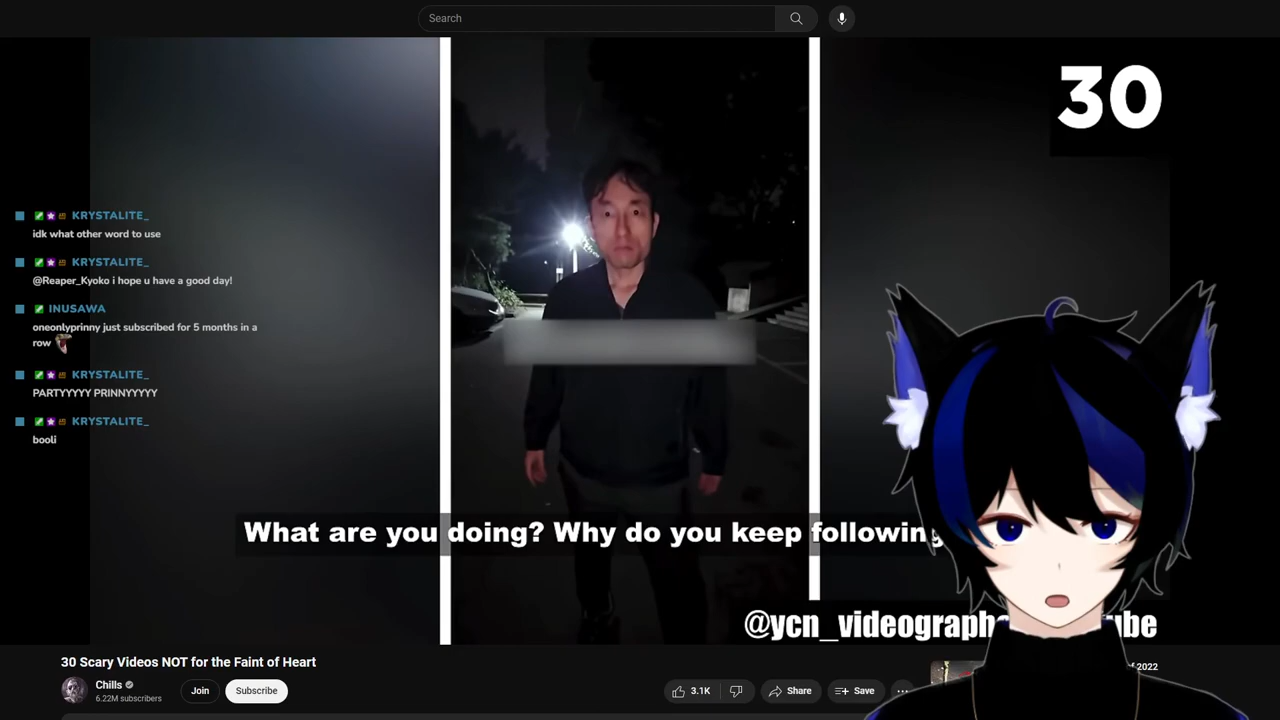 Search
30
KRYSTALITE_
idk what other word to use
KRYSTALITE_
@Reaper_Kyoko i hope u have a good day!
INUSAWA
oneonlyprinny just subscribed for 5 months in a
row
KRYSTALITE_
PARTYYYYY PRINNYYYYY
KRYSTALITE_
booli
What are you doing? Why do you keep following
@ycn_videograph
ube
30 Scary Videos NOT for the Faint of Heart
Chills
6.22M subscribers
Join
Subscribe
3.1K
Share
Save
of 2022